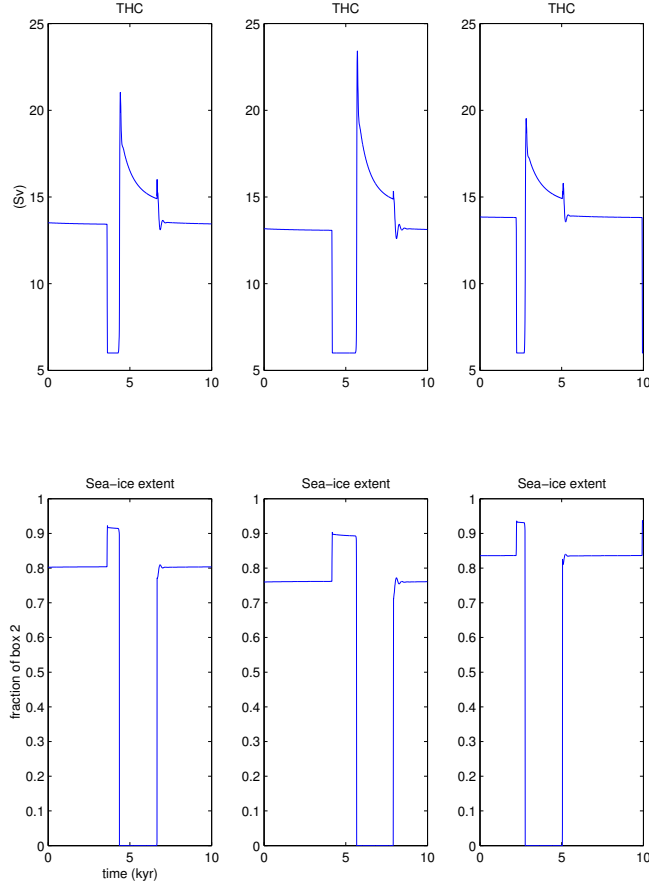 THC THC THC
25 25 25
20 20 20
(Sv)
15 15 15
10 10 10
5 5 5
0 5 10 0 5 10 0 5 10
Sea−ice extent Sea−ice extent Sea−ice extent
1 1 1
0.9 0.9 0.9
0.8 0.8 0.8
0.7 0.7 0.7
0.6 0.6 0.6
fraction of box 2
0.5 0.5 0.5
0.4 0.4 0.4
0.3 0.3 0.3
0.2 0.2 0.2
0.1 0.1 0.1
0 0 0
0 5 10 0 5 10 0 5 10
time (kyr)